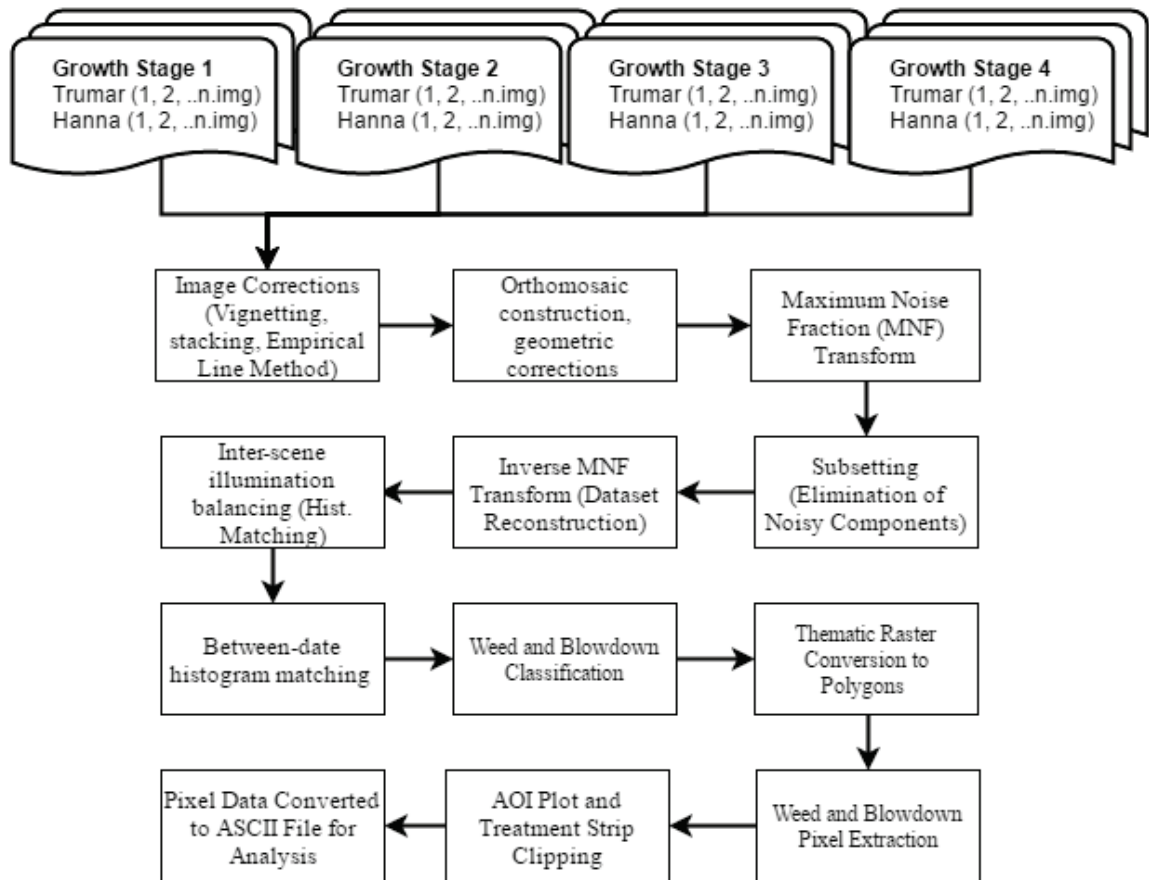 Growth Stage 1
Trumar (1, 2, ..n.img)
Hanna (1, 2, ..n.img)
Growth Stage 2
Trumar (1, 2, ..n.img)
Hanna (1, 2, ..n.img)
Growth Stage 3
Trumar (1, 2, ..n.img)
Hanna (1, 2, ..n.img)
Growth Stage 4
Trumar (1, 2, ..n.img)
Hanna (1, 2, ..n.img)
Image Corrections
(Vignetting,
stacking, Empirical
Line Method)
Orthomosaic
construction,
geometric
corrections
Maximum Noise
Fraction (MNF)
Transform
Subsetting
(Elimination of
Noisy Components)
Inverse MNF
Transform (Dataset
Reconstruction)
Inter-scene
illumination
balancing (Hist.
Matching)
Between-date
histogram matching
Weed and Blowdown
Classification
Thematic Raster
Conversion to
Polygons
Weed and Blowdown
Pixel Extraction
AOI Plot and
Treatment Strip
Clipping
Pixel Data Converted
to ASCII File for
Analysis